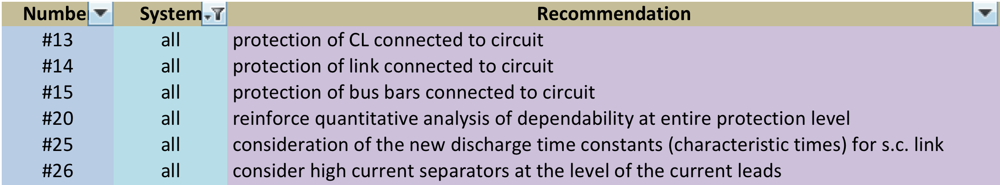 Number System Recommendation
#13 all protection of CL connected to circuit
#14 all protection of link connected to circuit
#15 all protection of bus bars connected to circuit
#20 all reinforce quantitative analysis of dependability at entire protection level
#25 all consideration of the new discharge time constants (characteristic times) for s.c. link
#26 all consider high current separators at the level of the current leads